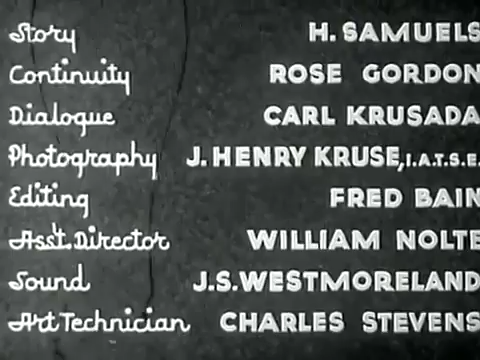 Story H. SAMUELS
Continuity ROSE GORDON
Dialogue CARL KRUSADA
Photography J. HENRY KRUSE, I.A.T.S.E.
Editing FRED BAIN
Ass't. Director WILLIAM NOLTE
Sound J.S. WESTMORELAND
Art Technician CHARLES STEVENS